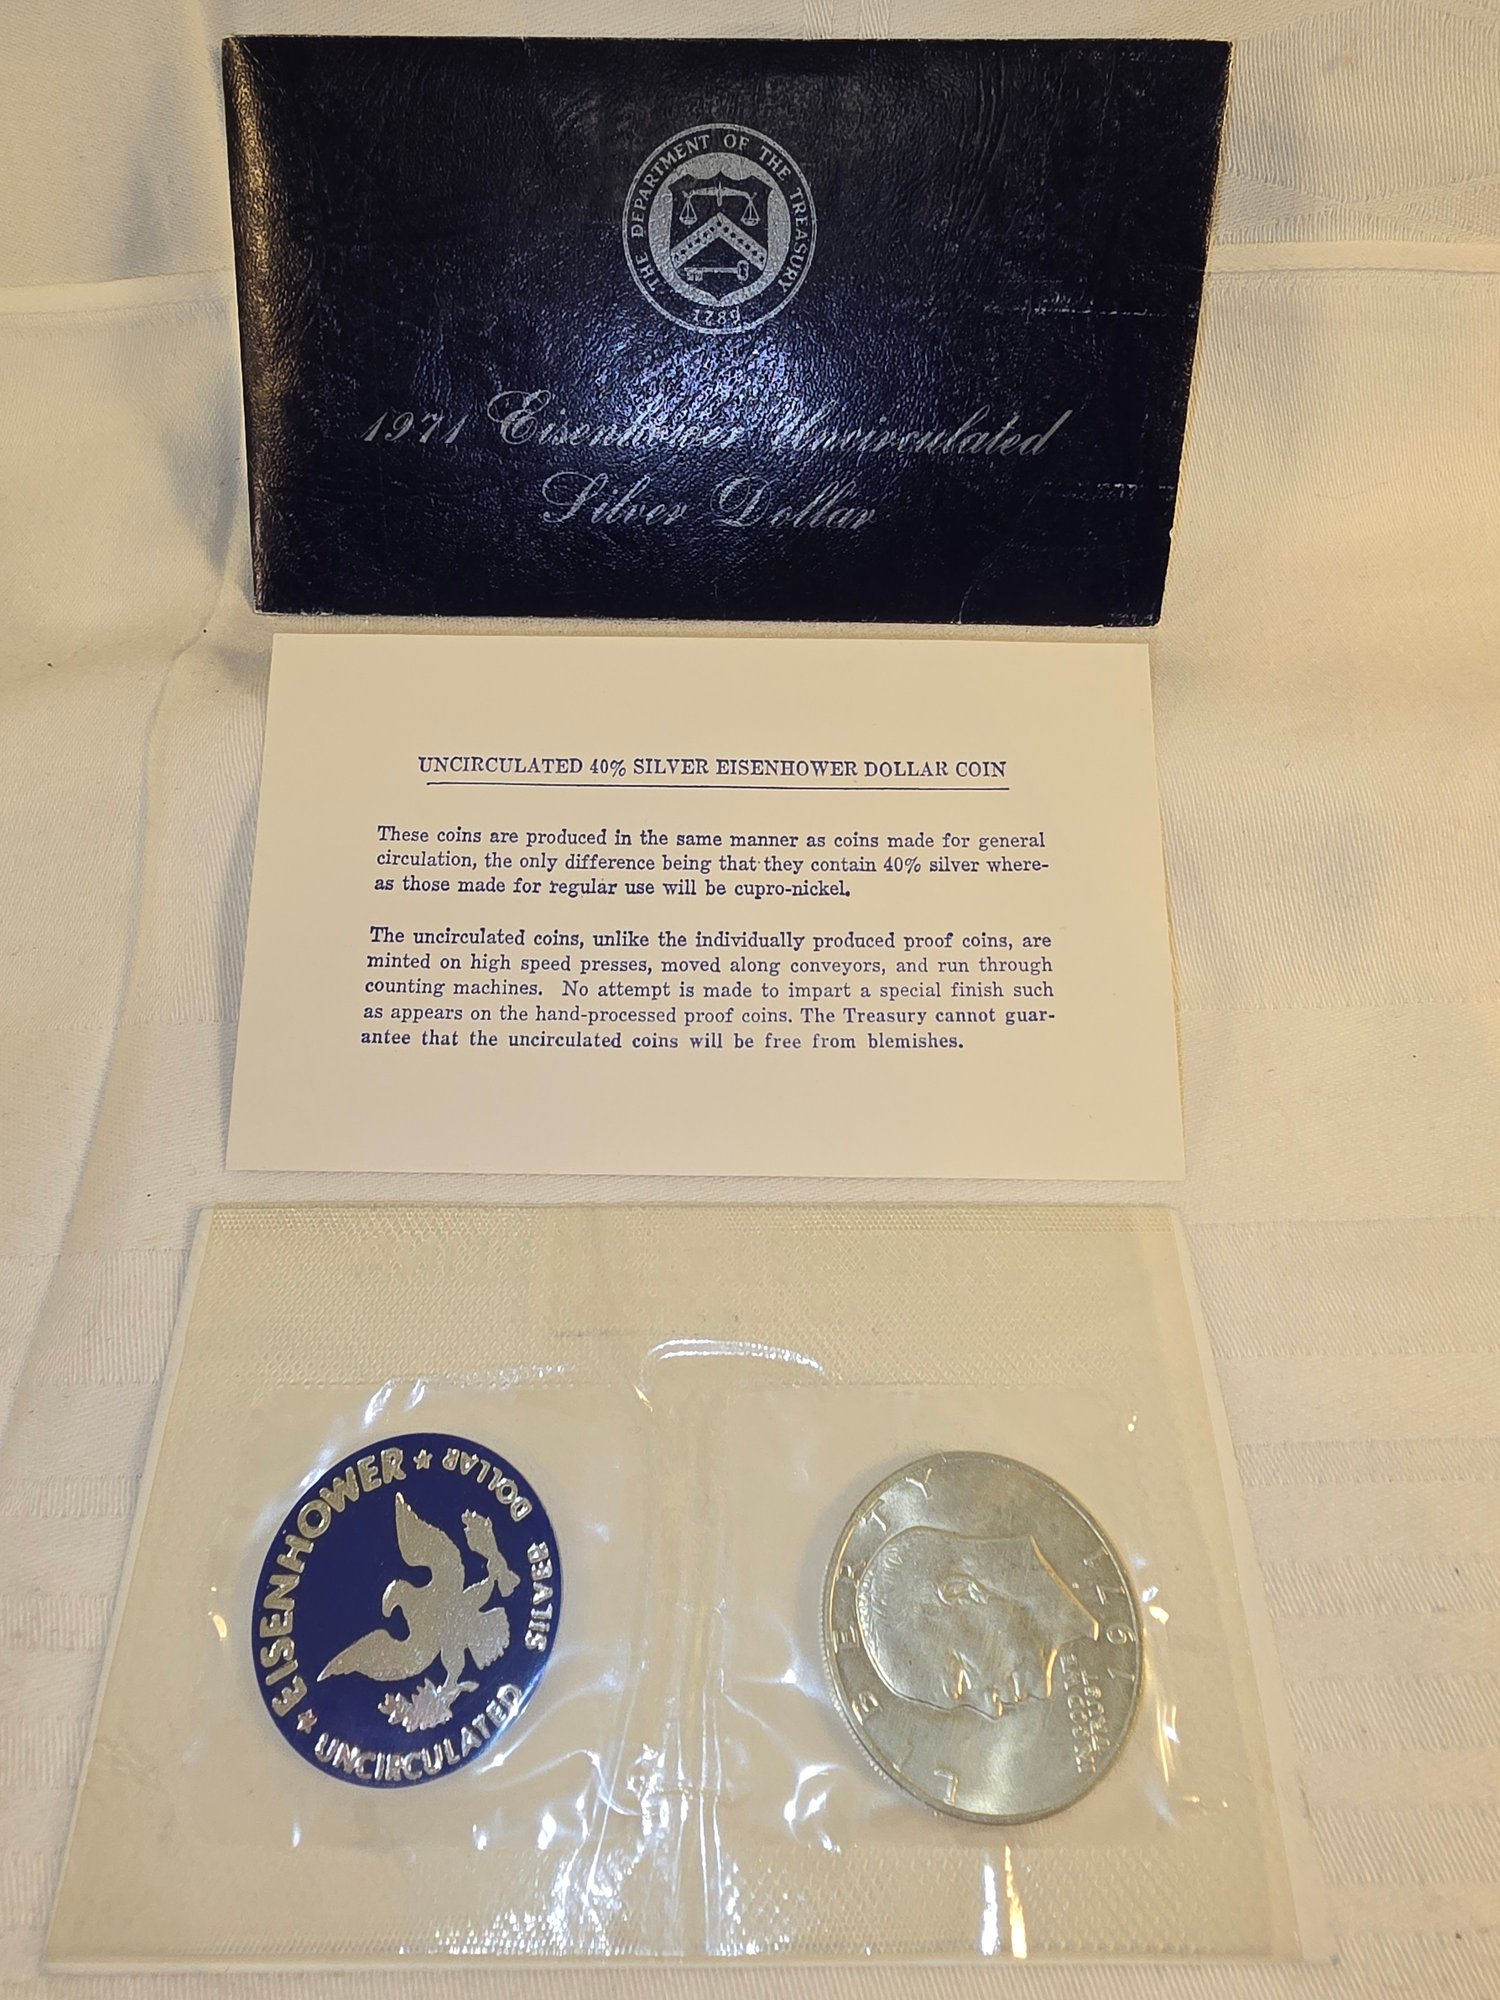 THE DEPARTMENT OF THE TREASURY
1789
1971 Eisenhower Uncirculated
Silver Dollar
UNCIRCULATED 40% SILVER EISENHOWER DOLLAR COIN
These coins are produced in the same manner as coins made for general
circulation, the only difference being that they contain 40% silver where-
as those made for regular use will be cupro-nickel.
The uncirculated coins, unlike the individually produced proof coins, are
minted on high speed presses, moved along conveyors, and run through
counting machines. No attempt is made to impart a special finish such
as appears on the hand-processed proof coins. The Treasury cannot guar-
antee that the uncirculated coins will be free from blemishes.
★ EISENHOWER ★ DOLLAR
SILVER
UNCIRCULATED
LIBERTY
IN GOD
WE TRUST
1971